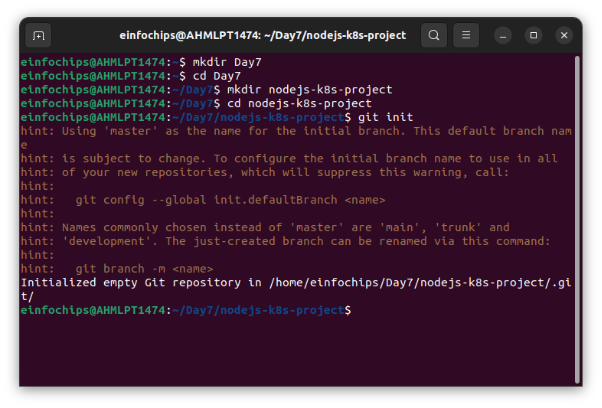 einfochips@AHMLPT1474: ~/Day7/nodejs-k8s-project
einfochips@AHMLPT1474:~$ mkdir Day7
einfochips@AHMLPT1474:~$ cd Day7
einfochips@AHMLPT1474:~/Day7$ mkdir nodejs-k8s-project
einfochips@AHMLPT1474:~/Day7$ cd nodejs-k8s-project
einfochips@AHMLPT1474:~/Day7/nodejs-k8s-project$ git init
hint: Using 'master' as the name for the initial branch. This default branch nam
e
hint: is subject to change. To configure the initial branch name to use in all
hint: of your new repositories, which will suppress this warning, call:
hint:
hint:   git config --global init.defaultBranch <name>
hint:
hint: Names commonly chosen instead of 'master' are 'main', 'trunk' and
hint: 'development'. The just-created branch can be renamed via this command:
hint:
hint:   git branch -m <name>
Initialized empty Git repository in /home/einfochips/Day7/nodejs-k8s-project/.gi
t/
einfochips@AHMLPT1474:~/Day7/nodejs-k8s-project$